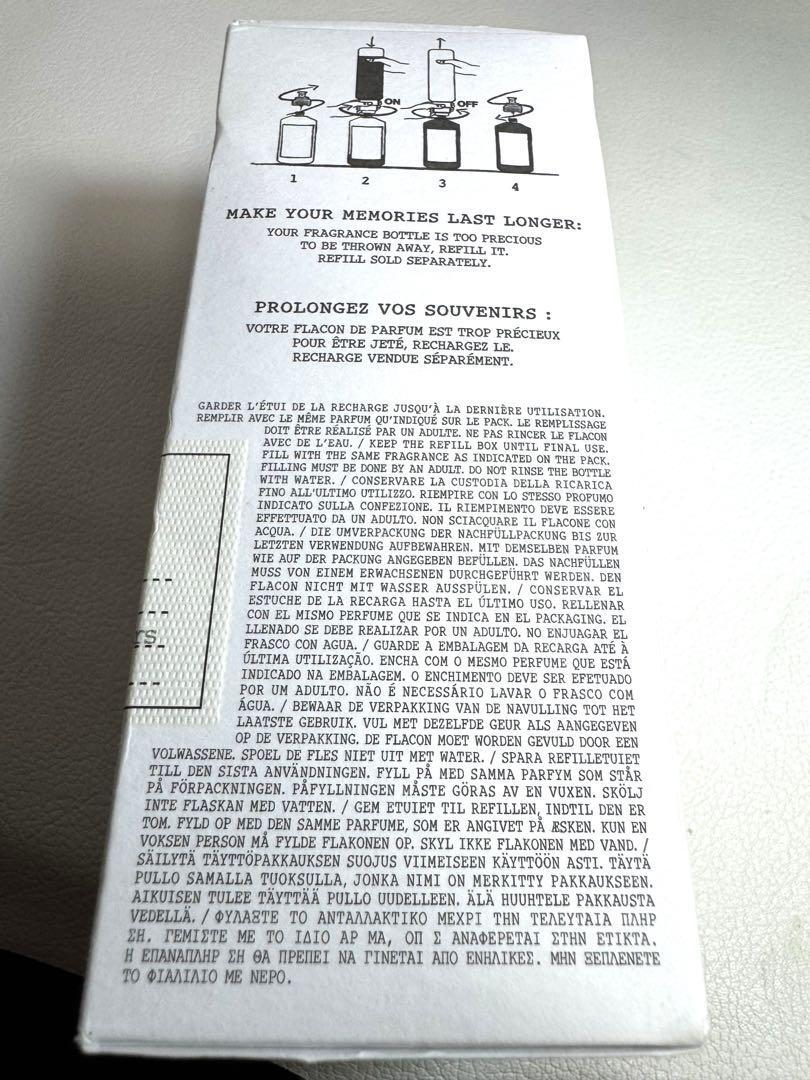 ON
OFF
1 2 3 4
MAKE YOUR MEMORIES LAST LONGER:
YOUR FRAGRANCE BOTTLE IS TOO PRECIOUS
TO BE THROWN AWAY, REFILL IT.
REFILL SOLD SEPARATELY.
PROLONGEZ VOS SOUVENIRS :
VOTRE FLACON DE PARFUM EST TROP PRÉCIEUX
POUR ÊTRE JETÉ, RECHARGEZ LE.
RECHARGE VENDUE SÉPARÉMENT.
GARDER L'ÉTUI DE LA RECHARGE JUSQU'À LA DERNIÈRE UTILISATION.
REMPLIR AVEC LE MÊME PARFUM QU'INDIQUÉ SUR LE PACK. LE REMPLISSAGE
DOIT ÊTRE RÉALISÉ PAR UN ADULTE. NE PAS RINCER LE FLACON
AVEC DE L'EAU. / KEEP THE REFILL BOX UNTIL FINAL USE.
FILL WITH THE SAME FRAGRANCE AS INDICATED ON THE PACK.
FILLING MUST BE DONE BY AN ADULT. DO NOT RINSE THE BOTTLE
WITH WATER. / CONSERVARE LA CUSTODIA DELLA RICARICA
FINO ALL'ULTIMO UTILIZZO. RIEMPIRE CON LO STESSO PROFUMO
INDICATO SULLA CONFEZIONE. IL RIEMPIMENTO DEVE ESSERE
EFFETTUATO DA UN ADULTO. NON SCIACQUARE IL FLACONE CON
ACQUA. / DIE UMVERPACKUNG DER NACHFÜLLPACKUNG BIS ZUR
LETZTEN VERWENDUNG AUFBEWAHREN. MIT DEMSELBEN PARFUM
WIE AUF DER PACKUNG ANGEGEBEN BEFÜLLEN. DAS NACHFÜLLEN
MUSS VON EINEM ERWACHSENEN DURCHGEFÜHRT WERDEN. DEN
FLACON NICHT MIT WASSER AUSSPÜLEN. / CONSERVAR EL
ESTUCHE DE LA RECARGA HASTA EL ÚLTIMO USO. RELLENAR
CON EL MISMO PERFUME QUE SE INDICA EN EL PACKAGING. EL
LLENADO SE DEBE REALIZAR POR UN ADULTO. NO ENJUAGAR EL
FRASCO CON AGUA. / GUARDE A EMBALAGEM DA RECARGA ATÉ À
ÚLTIMA UTILIZAÇÃO. ENCHA COM O MESMO PERFUME QUE ESTÁ
INDICADO NA EMBALAGEM. O ENCHIMENTO DEVE SER EFETUADO
POR UM ADULTO. NÃO É NECESSÁRIO LAVAR O FRASCO COM
ÁGUA. / BEWAAR DE VERPAKKING VAN DE NAVULLING TOT HET
LAATSTE GEBRUIK. VUL MET DEZELFDE GEUR ALS AANGEGEVEN
OP DE VERPAKKING. DE FLACON MOET WORDEN GEVULD DOOR EEN
VOLWASSENE. SPOEL DE FLES NIET UIT MET WATER. / SPARA REFILLETUIET
TILL DEN SISTA ANVÄNDNINGEN. FYLL PÅ MED SAMMA PARFYM SOM STÅR
PÅ FÖRPACKNINGEN. PÅFYLLNINGEN MÅSTE GÖRAS AV EN VUXEN. SKÖLJ
INTE FLASKAN MED VATTEN. / GEM ETUIET TIL REFILLEN, INDTIL DEN ER
TOM. FYLD OP MED DEN SAMME PARFUME, SOM ER ANGIVET PÅ ÆSKEN. KUN EN
VOKSEN PERSON MÅ FYLDE FLAKONEN OP. SKYL IKKE FLAKONEN MED VAND. /
SÄILYTÄ TÄYTTÖPAKKAUKSEN SUOJUS VIIMEISEEN KÄYTTÖÖN ASTI. TÄYTÄ
PULLO SAMALLA TUOKSULLA, JONKA NIMI ON MERKITTY PAKKAUKSEEN.
AIKUISEN TULEE TÄYTTÄÄ PULLO UUDELLEEN. ÄLÄ HUUHTELE PAKKAUSTA
VEDELLÄ. / ΦΥΛΑΞΤΕ ΤΟ ΑΝΤΑΛΛΑΚΤΙΚΟ ΜΕΧΡΙ ΤΗΝ ΤΕΛΕΥΤΑΙΑ ΠΛΗΡ
ΣΗ. ΓΕΜΙΣΤΕ ΜΕ ΤΟ ΙΔΙΟ ΑΡ ΜΑ, ΟΠ Σ ΑΝΑΦΕΡΕΤΑΙ ΣΤΗΝ ΕΤΙΚΤΑ.
Η ΕΠΑΝΑΠΛΗΡ ΣΗ ΘΑ ΠΡΕΠΕΙ ΝΑ ΓΙΝΕΤΑΙ ΑΠΟ ΕΝΗΛΙΚΕΣ. ΜΗΝ ΞΕΠΛΕΝΕΤΕ
ΤΟ ΦΙΑΛΙΔΙΟ ΜΕ ΝΕΡΟ.